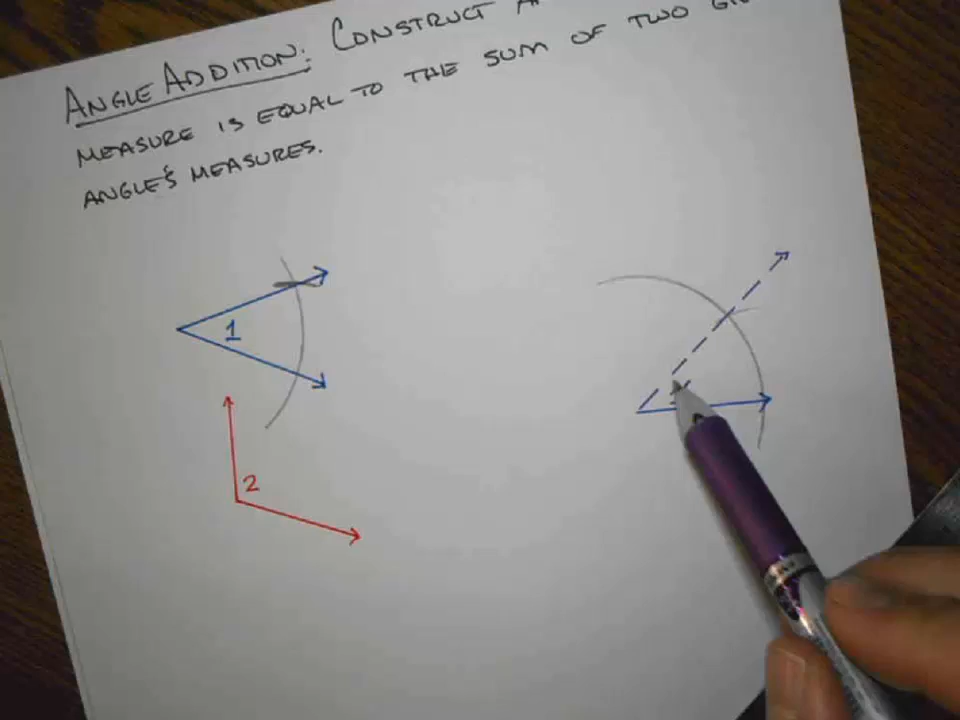 ANGLE ADDITION: CONSTRUCT
MEASURE IS EQUAL TO THE SUM OF TWO
ANGLE'S MEASURES.
1
2